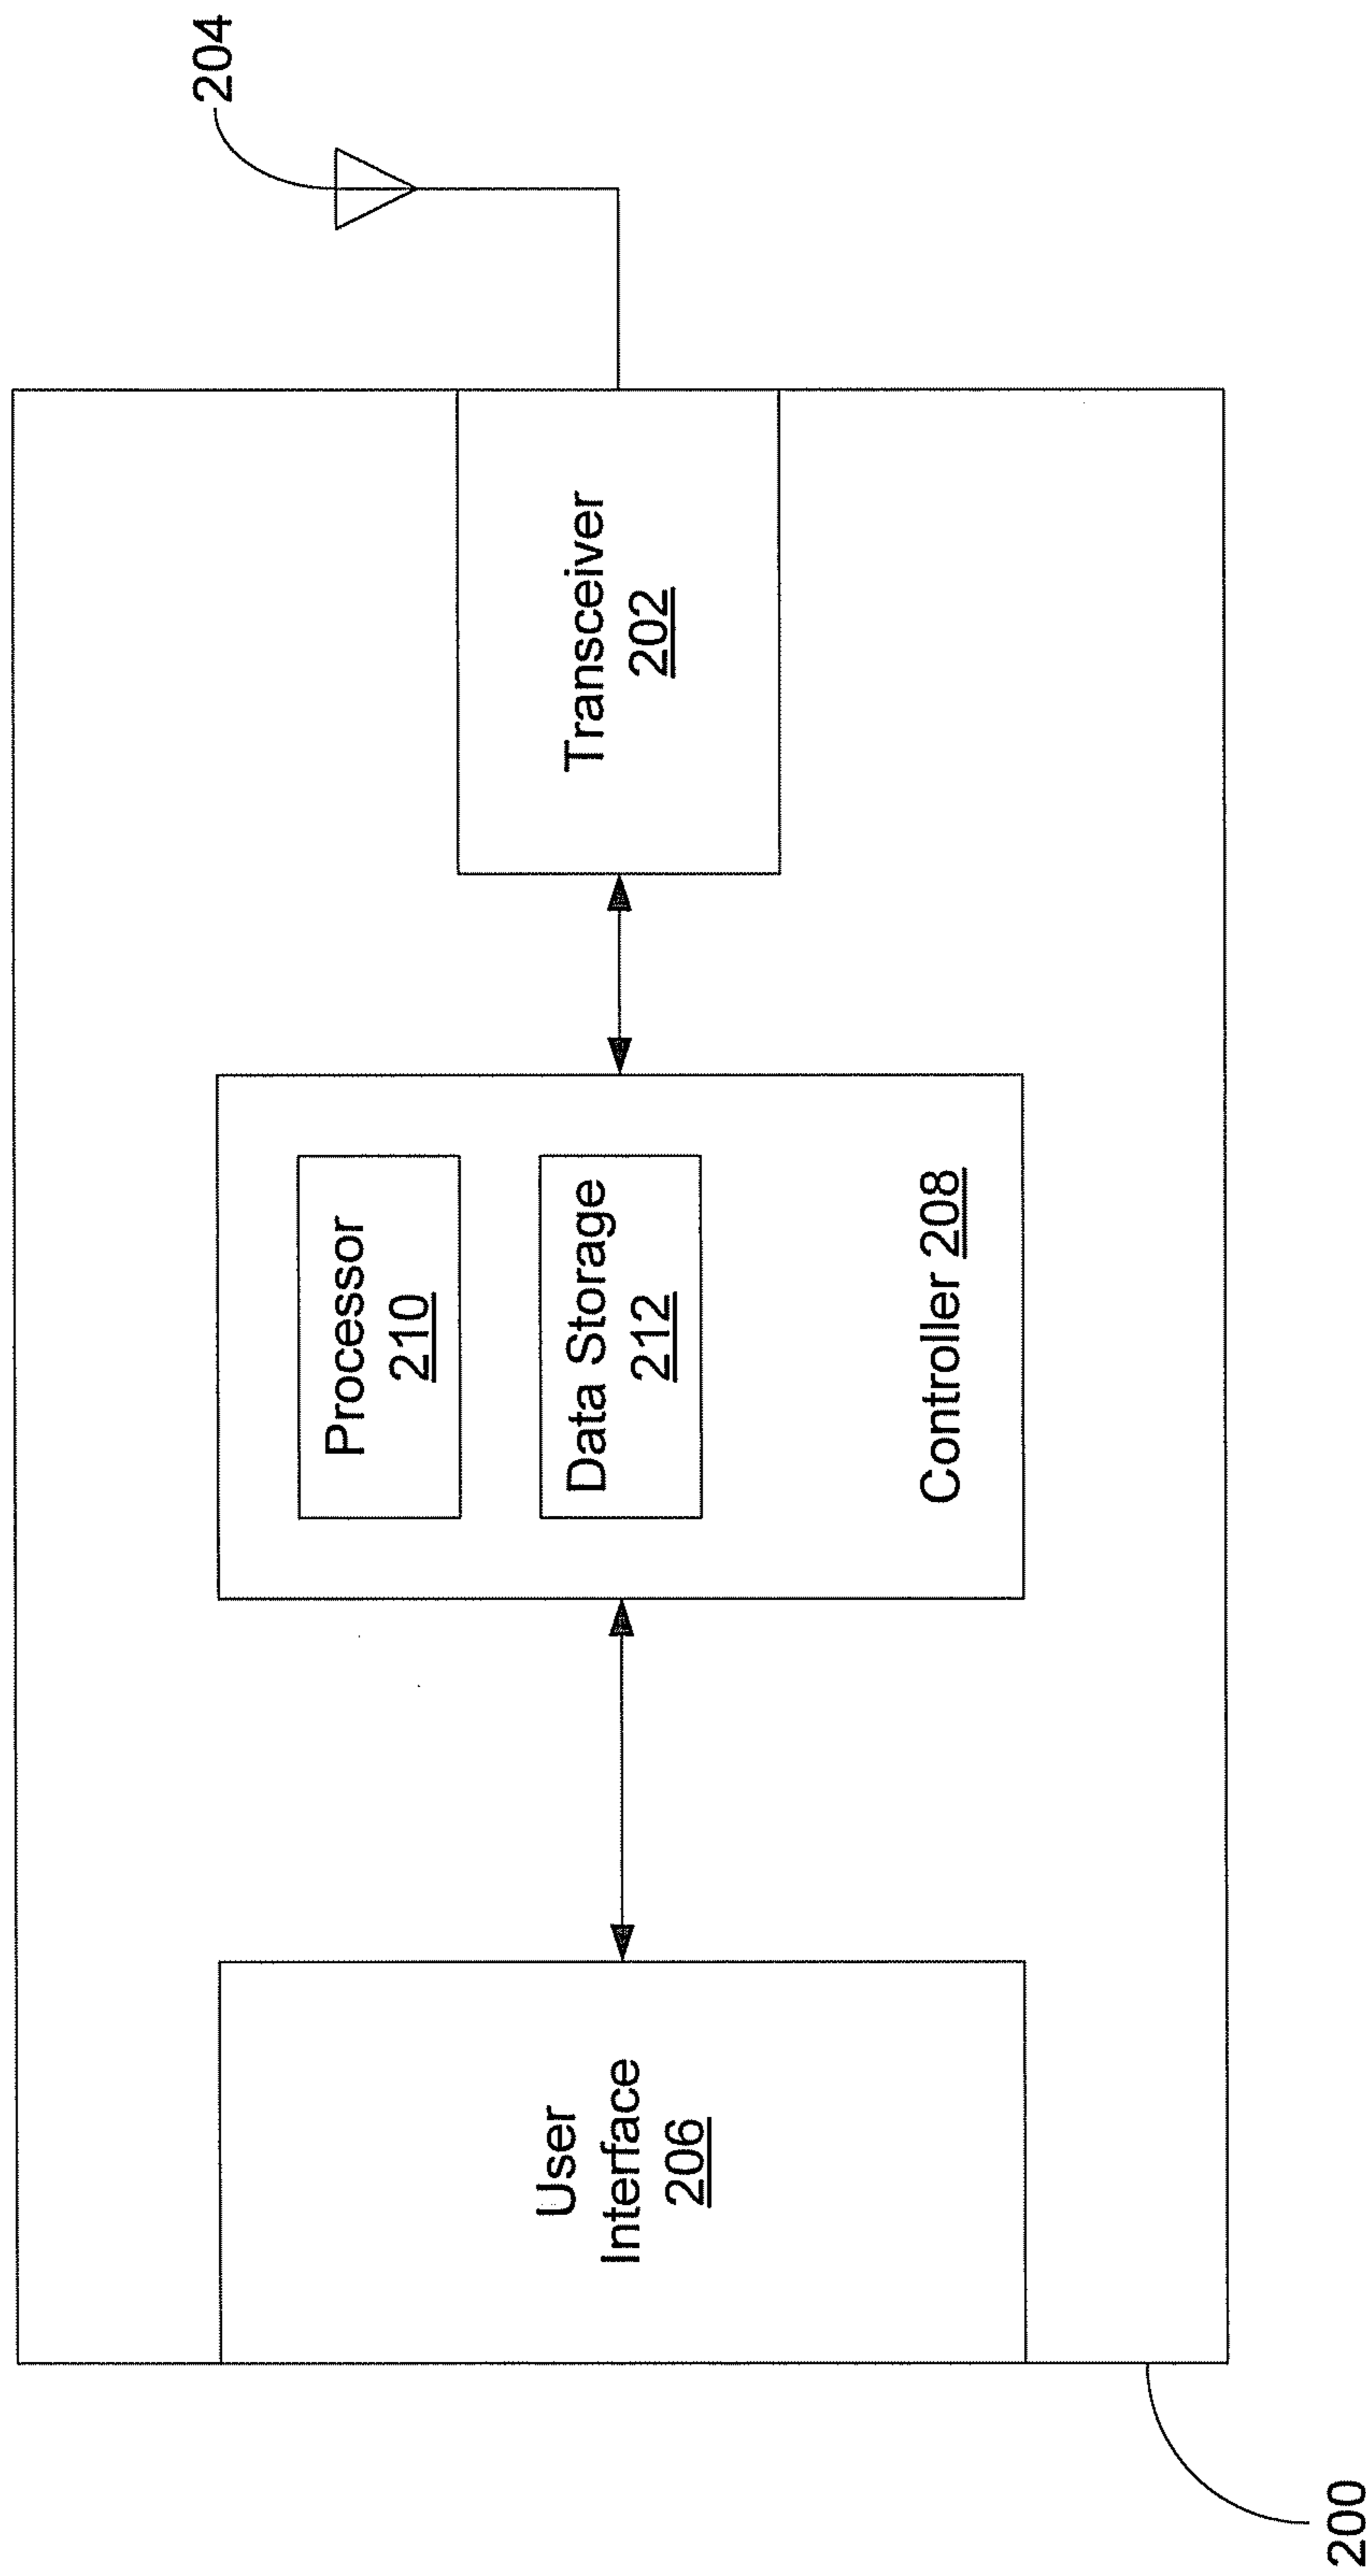 204
User
Interface
206
Processor
210
Data Storage
212
Controller 208
Transceiver
202
200